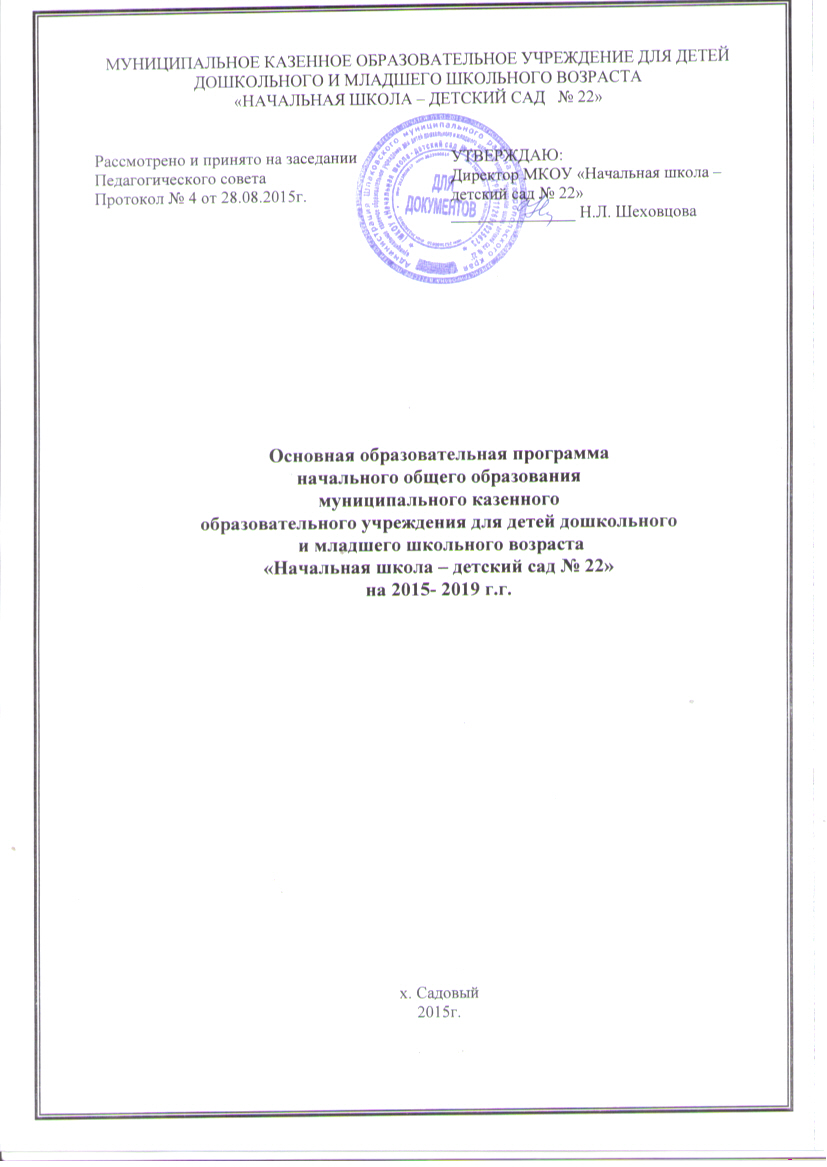 МУНИЦИПАЛЬНОЕ КАЗЕННОЕ ОБРАЗОВАТЕЛЬНОЕ УЧРЕЖДЕНИЕ ДЛЯ ДЕТЕЙ
ДОШКОЛЬНОГО И МЛАДШЕГО ШКОЛЬНОГО ВОЗРАСТА
«НАЧАЛЬНАЯ ШКОЛА – ДЕТСКИЙ САД № 22»
Рассмотрено и принято на заседании
Педагогического совета
Протокол № 4 от 28.08.2015г.
УТВЕРЖДАЮ:
Директор МКОУ «Начальная школа –
детский сад № 22»
Н.Л. Шеховцова
ДЛЯ
ДОКУМЕНТОВ
Основная образовательная программа
начального общего образования
муниципального казенного
образовательного учреждения для детей дошкольного
и младшего школьного возраста
«Начальная школа – детский сад № 22»
на 2015- 2019 г.г.
х. Садовый
2015г.